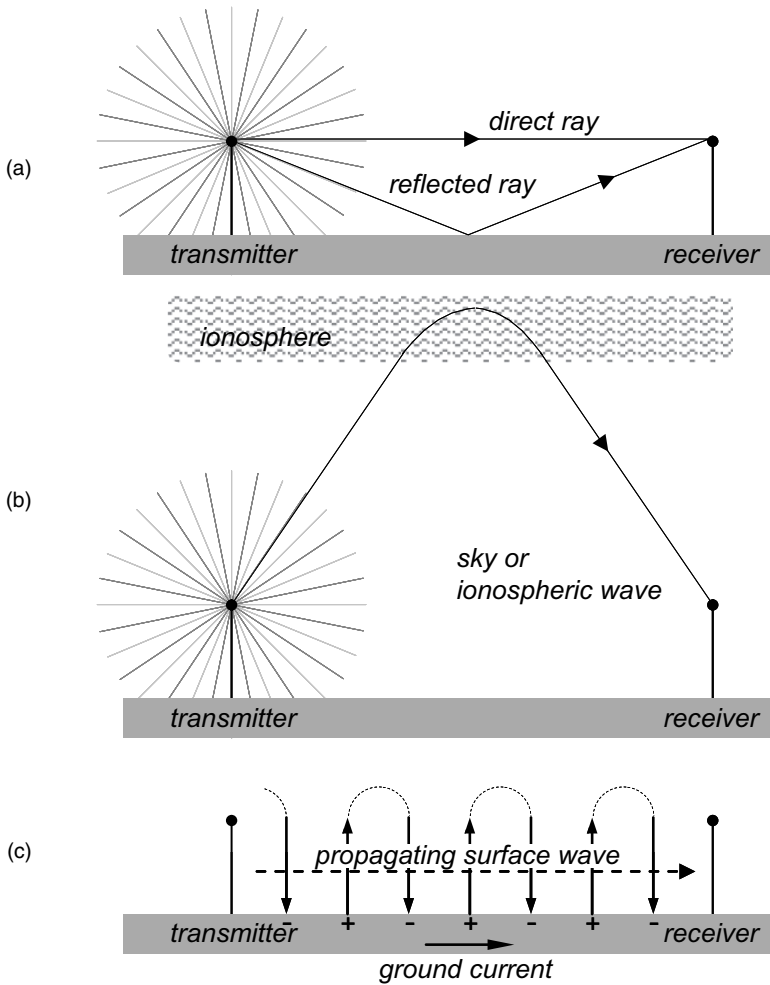 (a)
direct ray
reflected ray
transmitter
receiver
ionosphere
(b)
sky or
ionospheric wave
transmitter
receiver
(c)
propagating surface wave
- + - + - + -
transmitter
receiver
ground current